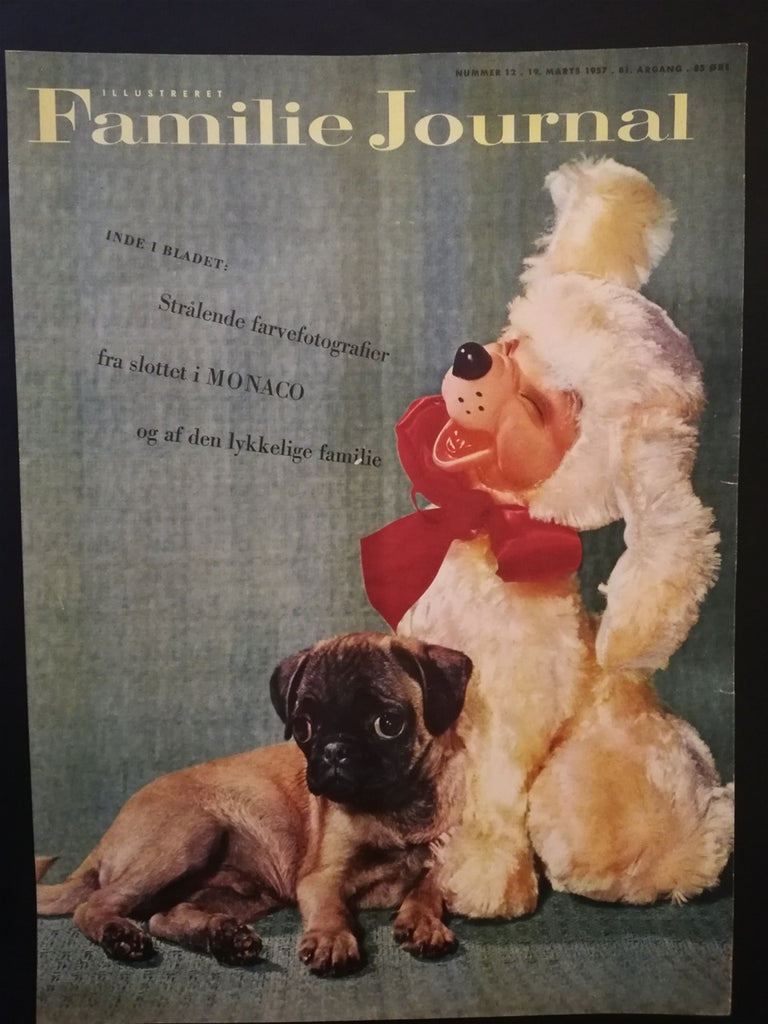 NUMMER 12 . 19. MARTS 1957 . 81. ÅRGANG . 85 ØRE
ILLUSTRERET
Familie Journal
INDE I BLADET:
Strålende farvefotografier
fra slottet i MONACO
og af den lykkelige familie